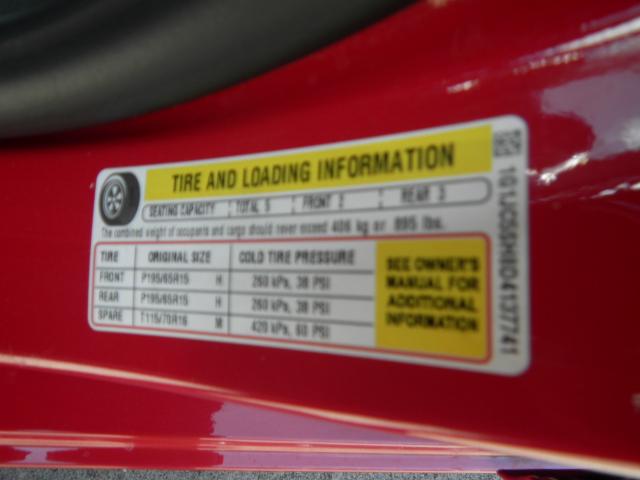 TIRE AND LOADING INFORMATION
SEATING CAPACITY TOTAL 5 FRONT 2 REAR 3
The combined weight of occupants and cargo should never exceed 406 kg or 895 lbs.
TIRE ORIGINAL SIZE COLD TIRE PRESSURE
FRONT P195/65R15 H 260 kPa, 38 PSI
REAR P195/65R15 H 260 kPa, 38 PSI
SPARE T115/70R16 M 420 kPa, 60 PSI
SEE OWNER'S
MANUAL FOR
ADDITIONAL
INFORMATION